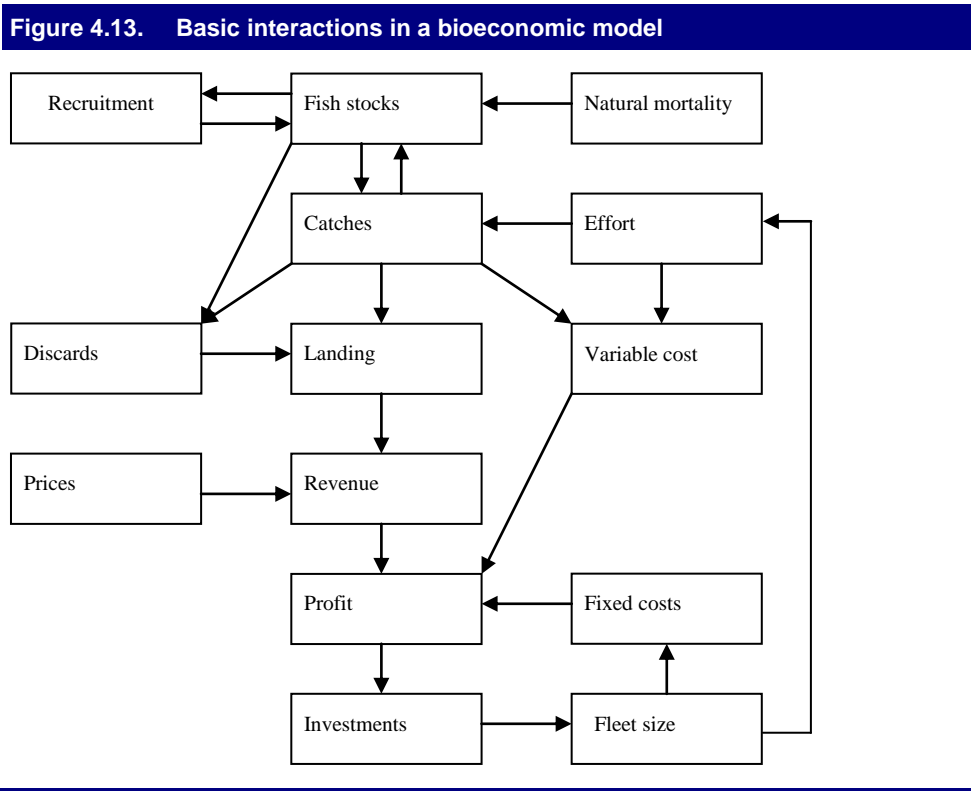 Figure 4.13. Basic interactions in a bioeconomic model
Recruitment
Fish stocks
Natural mortality
Catches
Effort
Discards
Landing
Variable cost
Prices
Revenue
Profit
Fixed costs
Investments
Fleet size